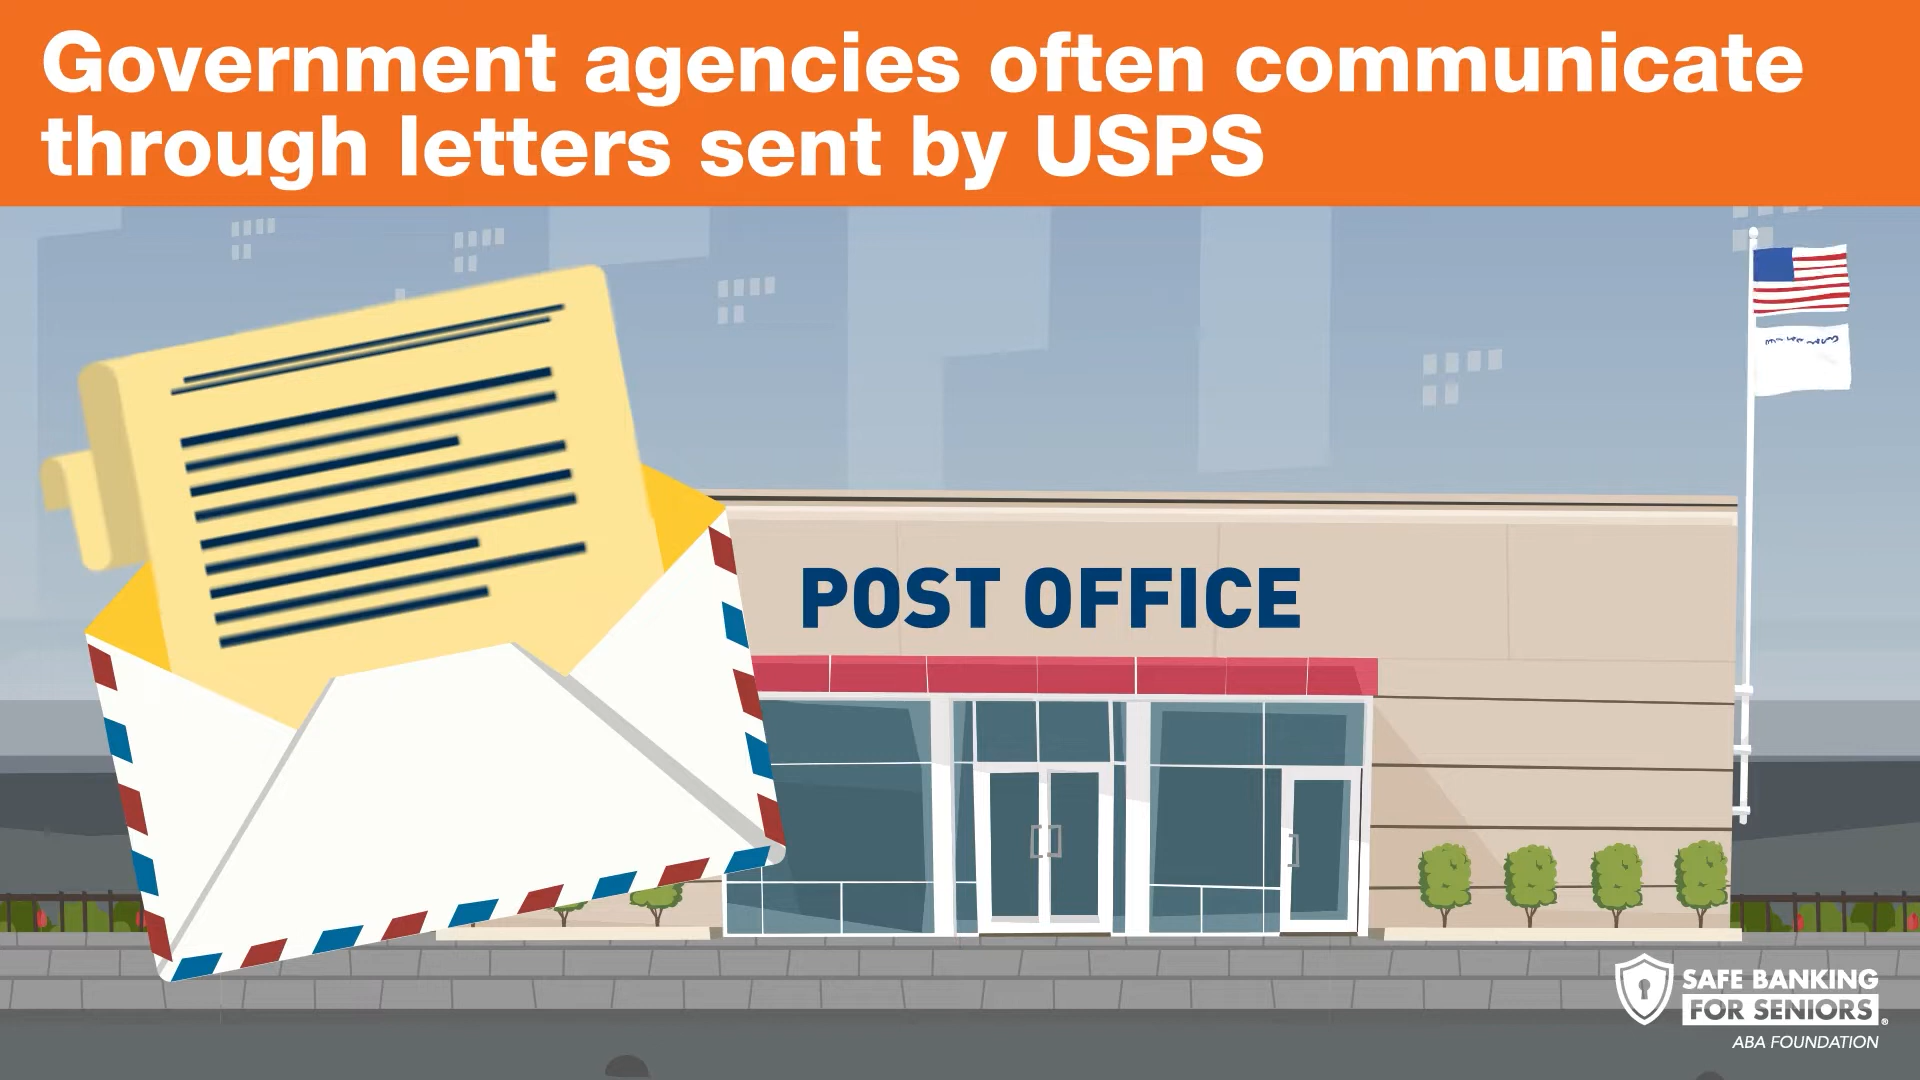 Government agencies often communicate
through letters sent by USPS
POST OFFICE
SAFE BANKING
FOR SENIORS®
ABA FOUNDATION